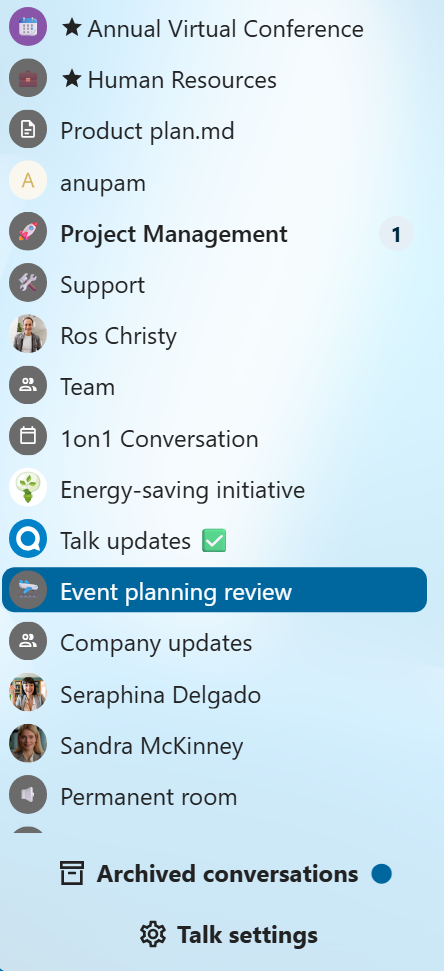 ★ Annual Virtual Conference
★ Human Resources
Product plan.md
A anupam
Project Management 1
Support
Ros Christy
Team
1on1 Conversation
Energy-saving initiative
Talk updates ✅
Event planning review
Company updates
Seraphina Delgado
Sandra McKinney
Permanent room
Archived conversations
Talk settings